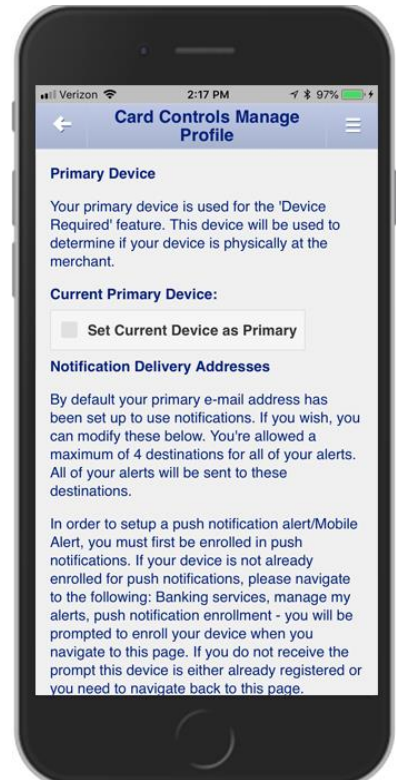 Verizon 2:17 PM 97%
Card Controls Manage
Profile
Primary Device
Your primary device is used for the 'Device
Required' feature. This device will be used to
determine if your device is physically at the
merchant.
Current Primary Device:
Set Current Device as Primary
Notification Delivery Addresses
By default your primary e-mail address has
been set up to use notifications. If you wish, you
can modify these below. You're allowed a
maximum of 4 destinations for all of your alerts.
All of your alerts will be sent to these
destinations.
In order to setup a push notification alert/Mobile
Alert, you must first be enrolled in push
notifications. If your device is not already
enrolled for push notifications, please navigate
to the following: Banking services, manage my
alerts, push notification enrollment - you will be
prompted to enroll your device when you
navigate to this page. If you do not receive the
prompt this device is either already registered or
you need to navigate back to this page.